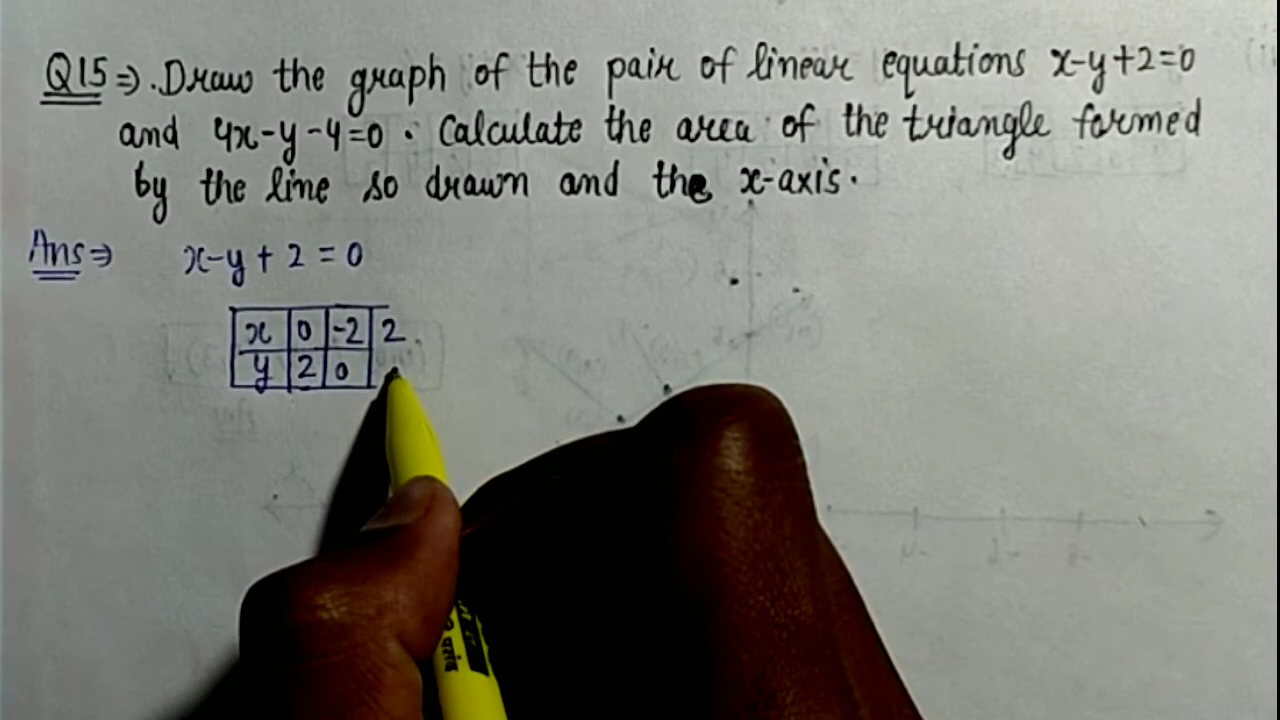 Q15⇒. Draw the graph of the pair of linear equations x-y+2=0
and 4x-y-4=0. Calculate the area of the triangle formed
by the line so drawn and the x-axis.
Ans⇒ x-y+2=0
x 0 -2 2
y 2 0